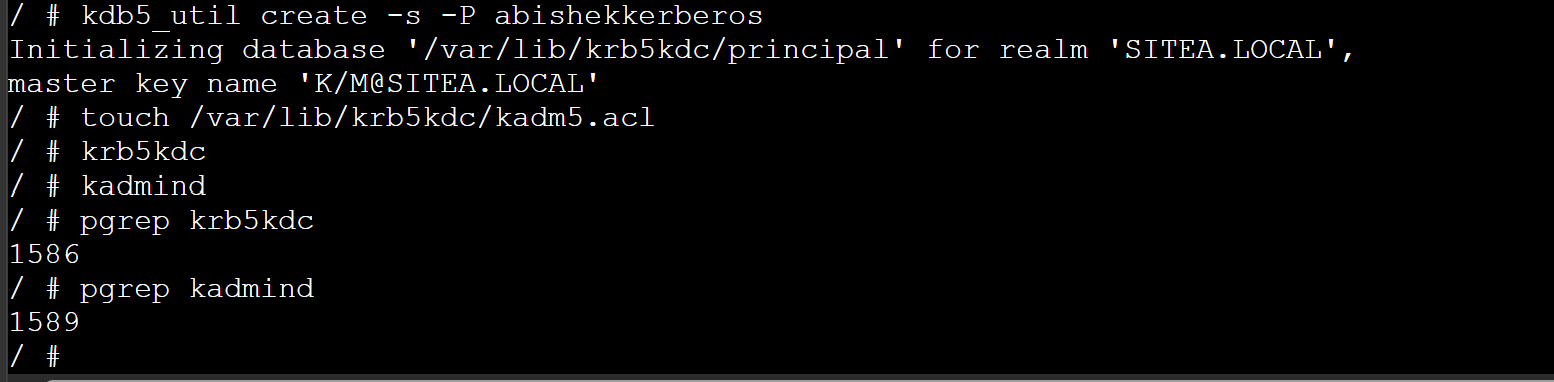 / # kdb5_util create -s -P abishekkerberos
Initializing database '/var/lib/krb5kdc/principal' for realm 'SITEA.LOCAL',
master key name 'K/M@SITEA.LOCAL'
/ # touch /var/lib/krb5kdc/kadm5.acl
/ # krb5kdc
/ # kadmind
/ # pgrep krb5kdc
1586
/ # pgrep kadmind
1589
/ #